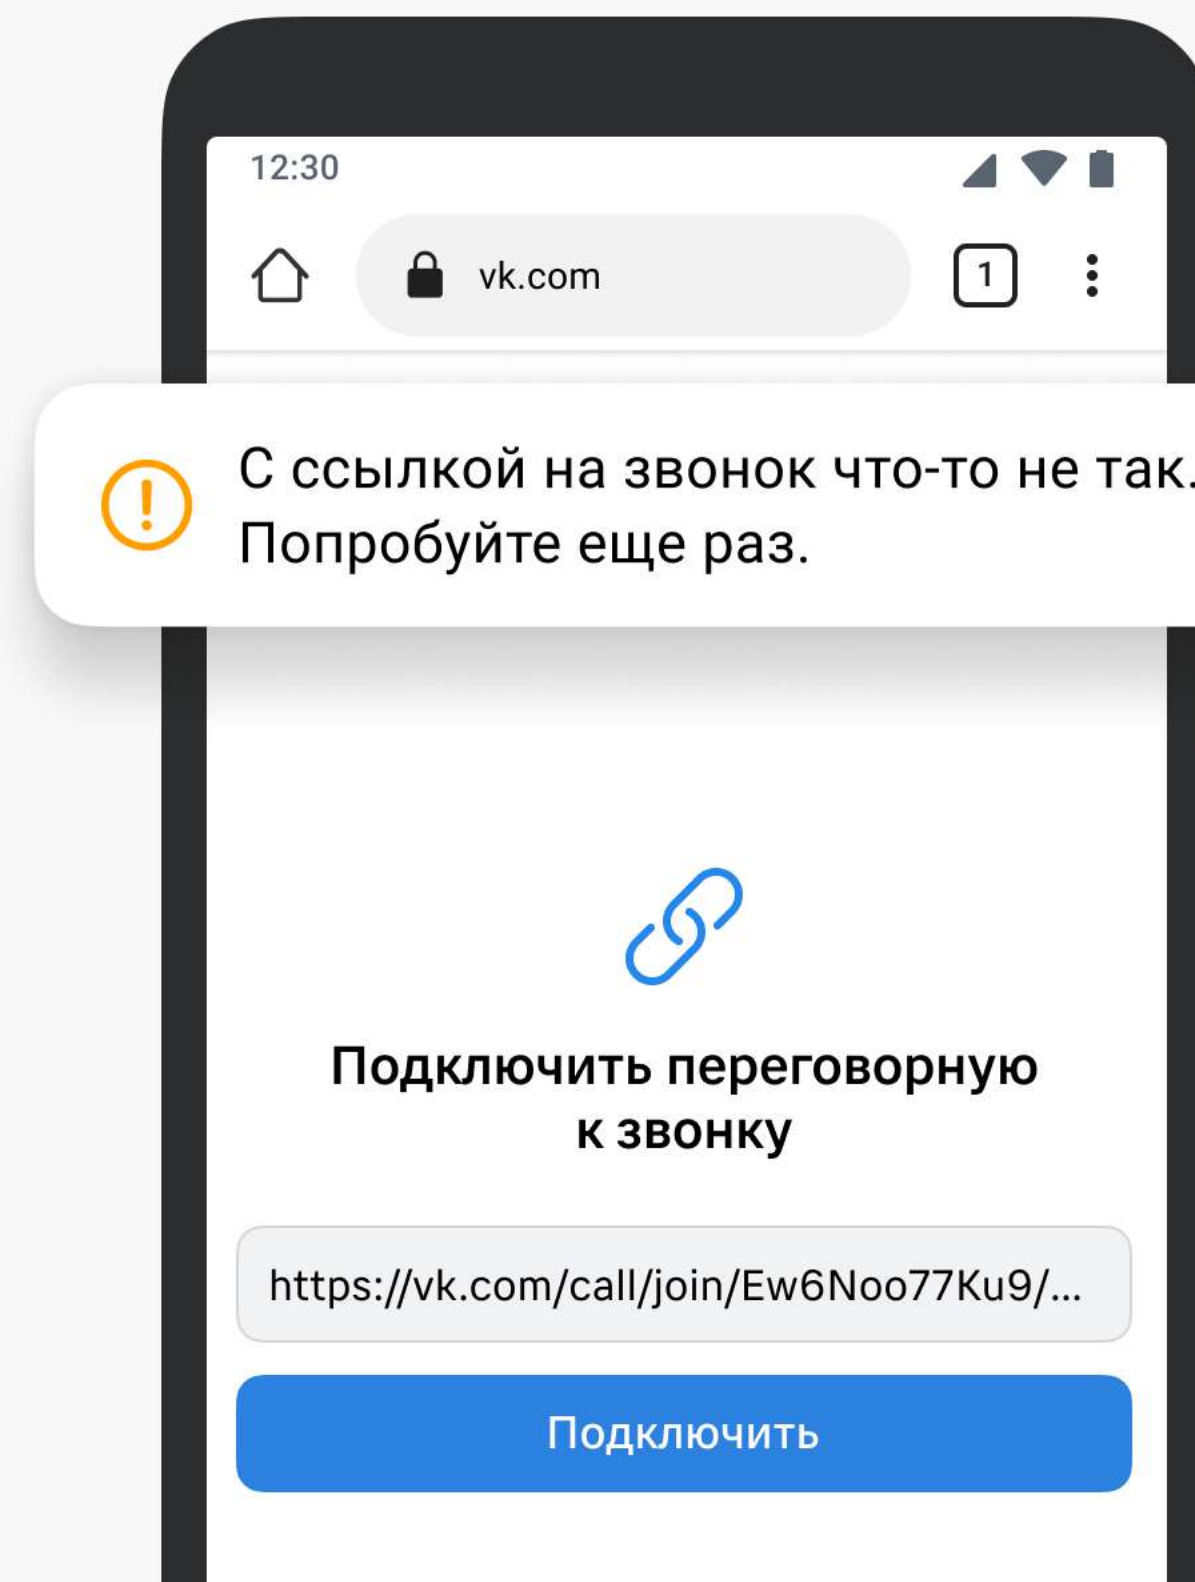 12:30
vk.com
1
С ссылкой на звонок что-то не так.
Попробуйте еще раз.
Подключить переговорную
к звонку
https://vk.com/call/join/Ew6Noo77Ku9/...
Подключить